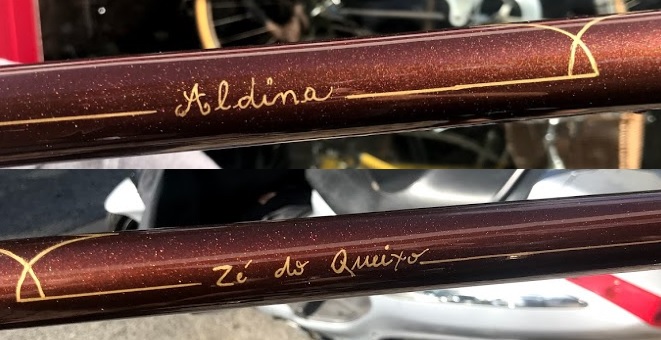 Aldina
Zé do Queixo